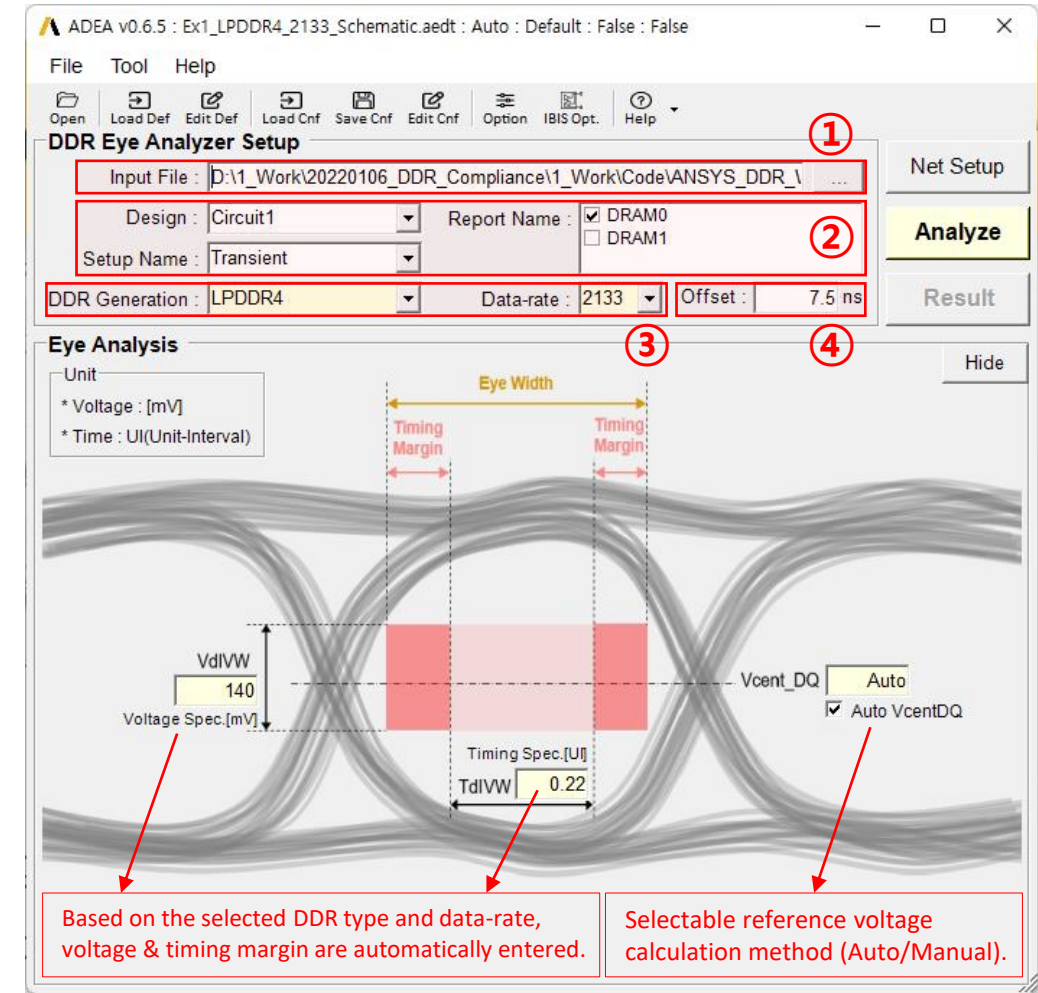 ADEA v0.6.5 : Ex1_LPDDR4_2133_Schematic.aedt : Auto : Default : False : False
File Tool Help
Open Load Def Edit Def Load Cnf Save Cnf Edit Cnf Option IBIS Opt. Help
DDR Eye Analyzer Setup
①
Input File : D:\1_Work\20220106_DDR_Compliance\1_Work\Code\ANSYS_DDR_\ ...
Net Setup
Design : Circuit1 Report Name : DRAM0
DRAM1
②
Analyze
Setup Name : Transient
DDR Generation : LPDDR4 Data-rate : 2133 Offset : 7.5 ns
Result
③ ④
Eye Analysis
Hide
Unit
* Voltage : [mV]
* Time : UI(Unit-Interval)
Eye Width
Timing Margin
Timing Margin
VdIVW
140
Voltage Spec.[mV]
Vcent_DQ Auto
Auto VcentDQ
Timing Spec.[UI]
TdIVW 0.22
Based on the selected DDR type and data-rate,
voltage & timing margin are automatically entered.
Selectable reference voltage
calculation method (Auto/Manual).